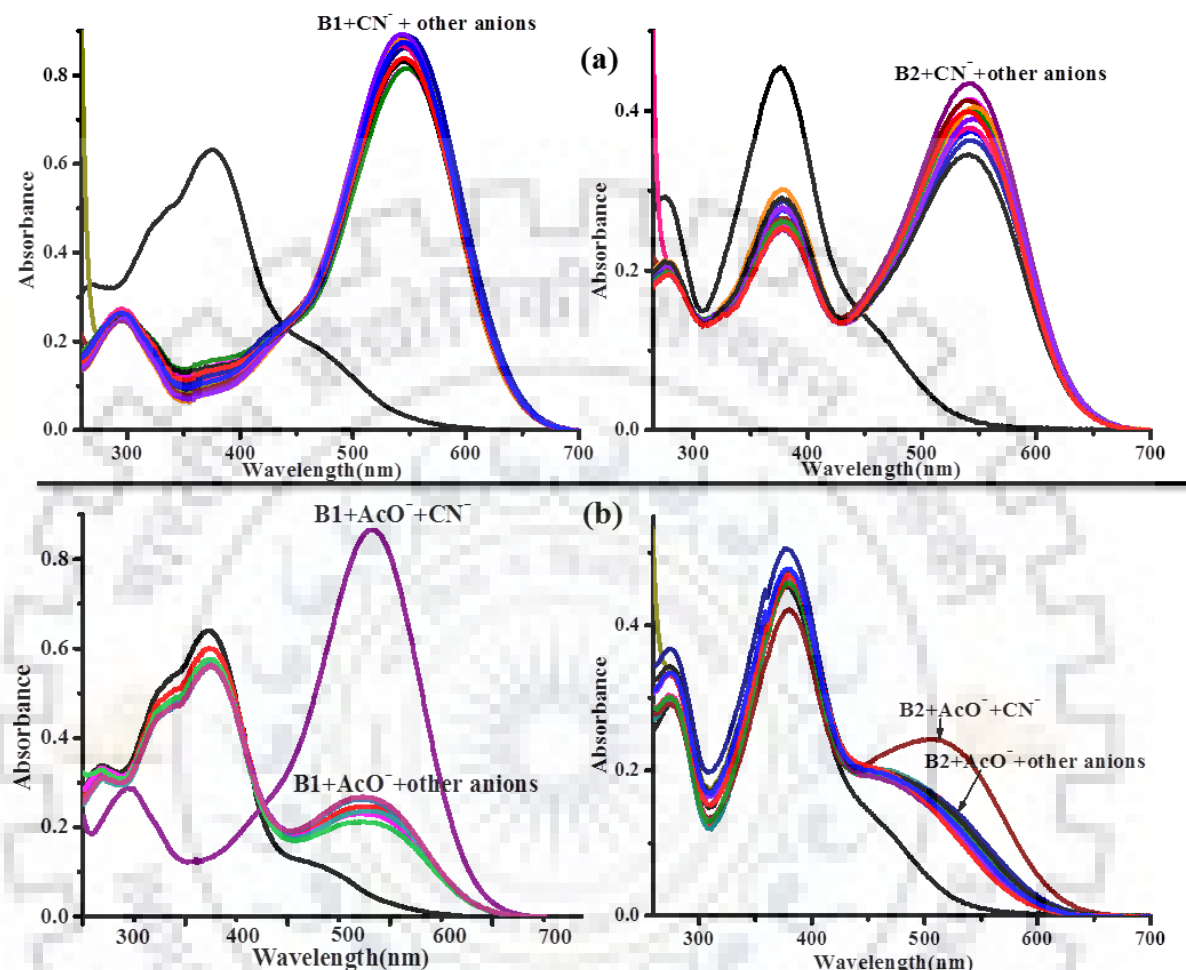 B1+CN⁻ + other anions
(a)
B2+CN⁻+other anions
0.8
0.6
0.4
0.2
0.0
Absorbance
300
400
500
600
700
Wavelength(nm)
0.4
0.2
0.0
Absorbance
300
400
500
600
700
Wavelength(nm)
B1+AcO⁻+CN⁻
(b)
0.8
0.6
0.4
0.2
0.0
Absorbance
B1+AcO⁻+other anions
300
400
500
600
700
Wavelength(nm)
0.4
0.2
0.0
Absorbance
B2+AcO⁻+CN⁻
B2+AcO⁻+other anions
300
400
500
600
700
Wavelength(nm)